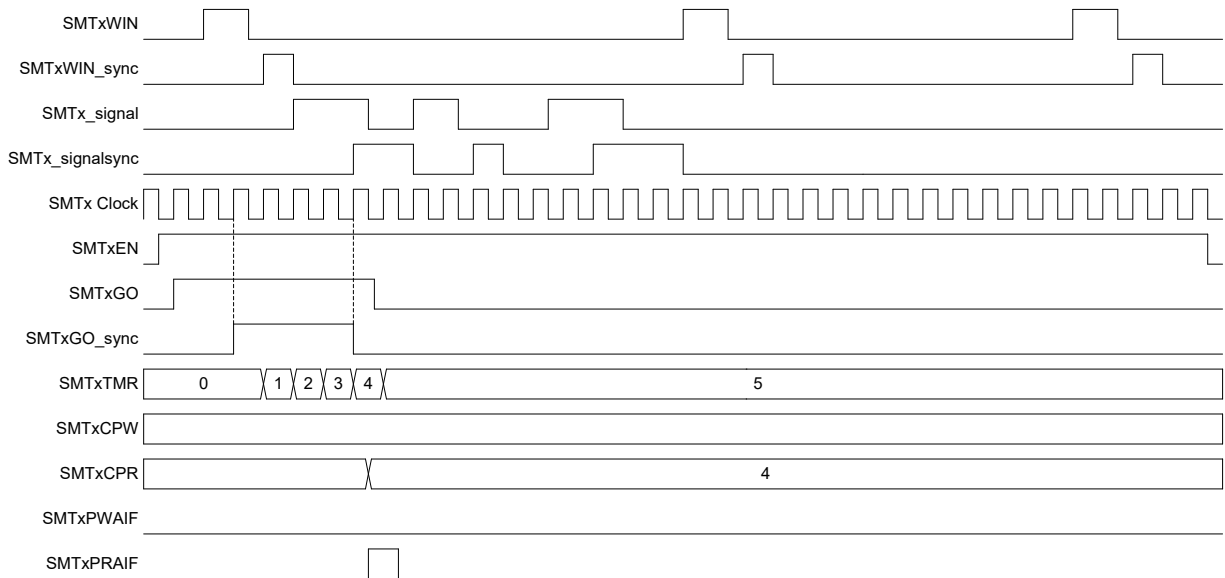 SMTxWIN
SMTxWIN_sync
SMTx_signal
SMTx_signalsync
SMTx Clock
SMTxEN
SMTxGO
SMTxGO_sync
SMTxTMR 0 1 2 3 4 5
SMTxCPW
SMTxCPR 4
SMTxPWAIF
SMTxPRAIF